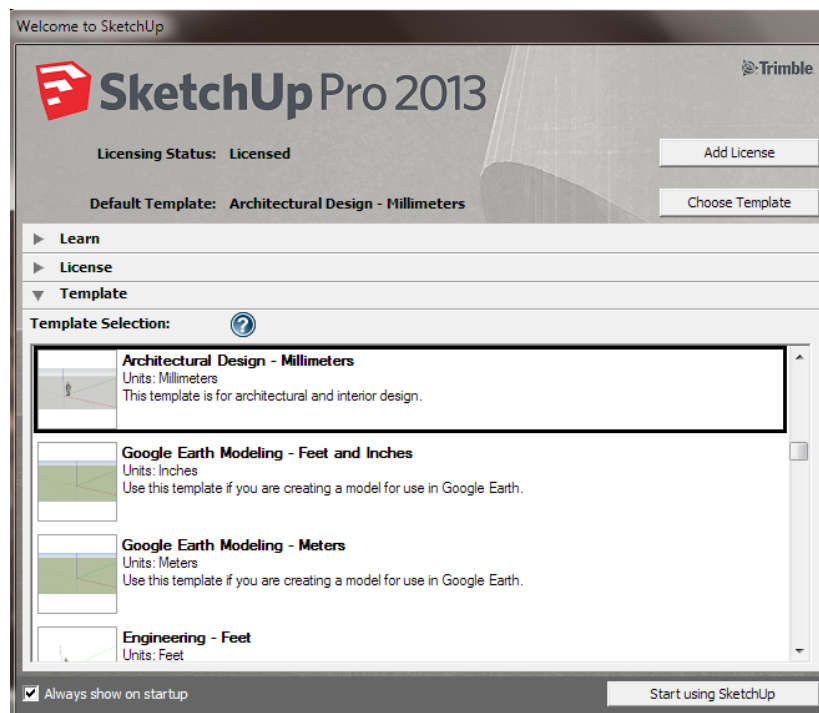 Welcome to SketchUp
SketchUp Pro 2013
Trimble
Licensing Status: Licensed
Add License
Default Template: Architectural Design - Millimeters
Choose Template
Learn
License
Template
Template Selection:
?
Architectural Design - Millimeters
Units: Millimeters
This template is for architectural and interior design.
Google Earth Modeling - Feet and Inches
Units: Inches
Use this template if you are creating a model for use in Google Earth.
Google Earth Modeling - Meters
Units: Meters
Use this template if you are creating a model for use in Google Earth.
Engineering - Feet
Units: Feet
Always show on startup
Start using SketchUp